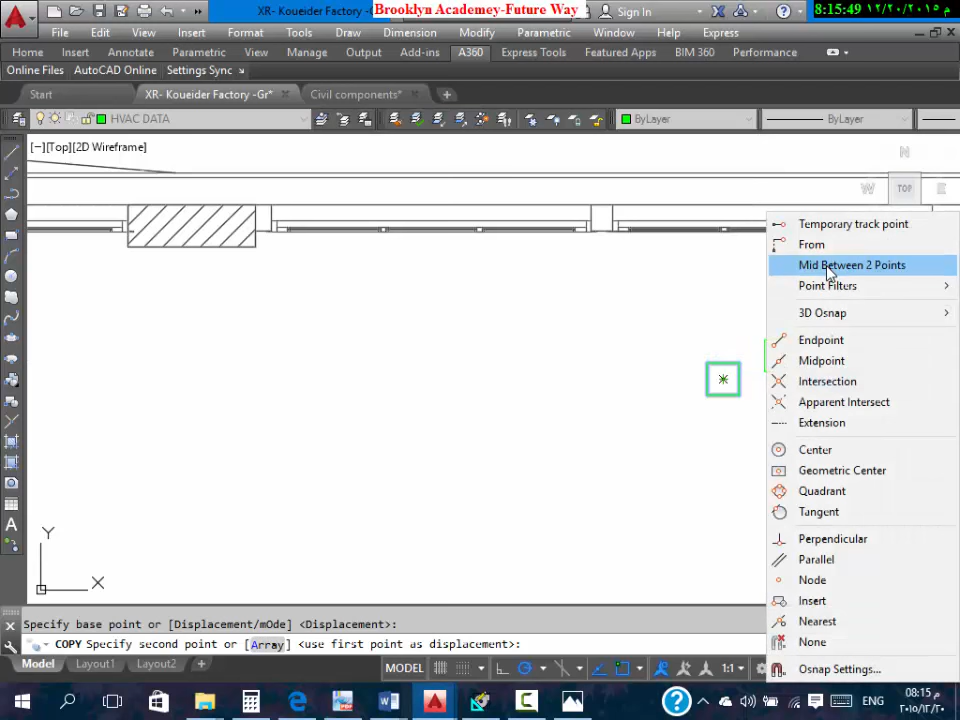 XR- Koueider Factory -G
Brooklyn Academey-Future Way
Sign In
8:15:49 م ١٢/٢٠/٢٠١٥
File Edit View Insert Format Tools Draw Dimension Modify Parametric Window Help Express
Home Insert Annotate Parametric View Manage Output Add-ins A360 Express Tools Featured Apps BIM 360 Performance
Online Files AutoCAD Online Settings Sync
Start XR- Koueider Factory -Gr* Civil components*
HVAC DATA ByLayer ByLayer
[−][Top][2D Wireframe]
N
W TOP E
Temporary track point
From
Mid Between 2 Points
Point Filters
3D Osnap
Endpoint
Midpoint
Intersection
Apparent Intersect
Extension
Center
Geometric Center
Quadrant
Tangent
Perpendicular
Parallel
Node
Insert
Nearest
None
Osnap Settings...
Y
X
Specify base point or [Displacement/mOde] <Displacement>:
COPY Specify second point or [Array] <use first point as displacement>:
Model Layout1 Layout2 + MODEL 1:1
ENG
08:15 م
٢٠١٥/١٢/٢٠